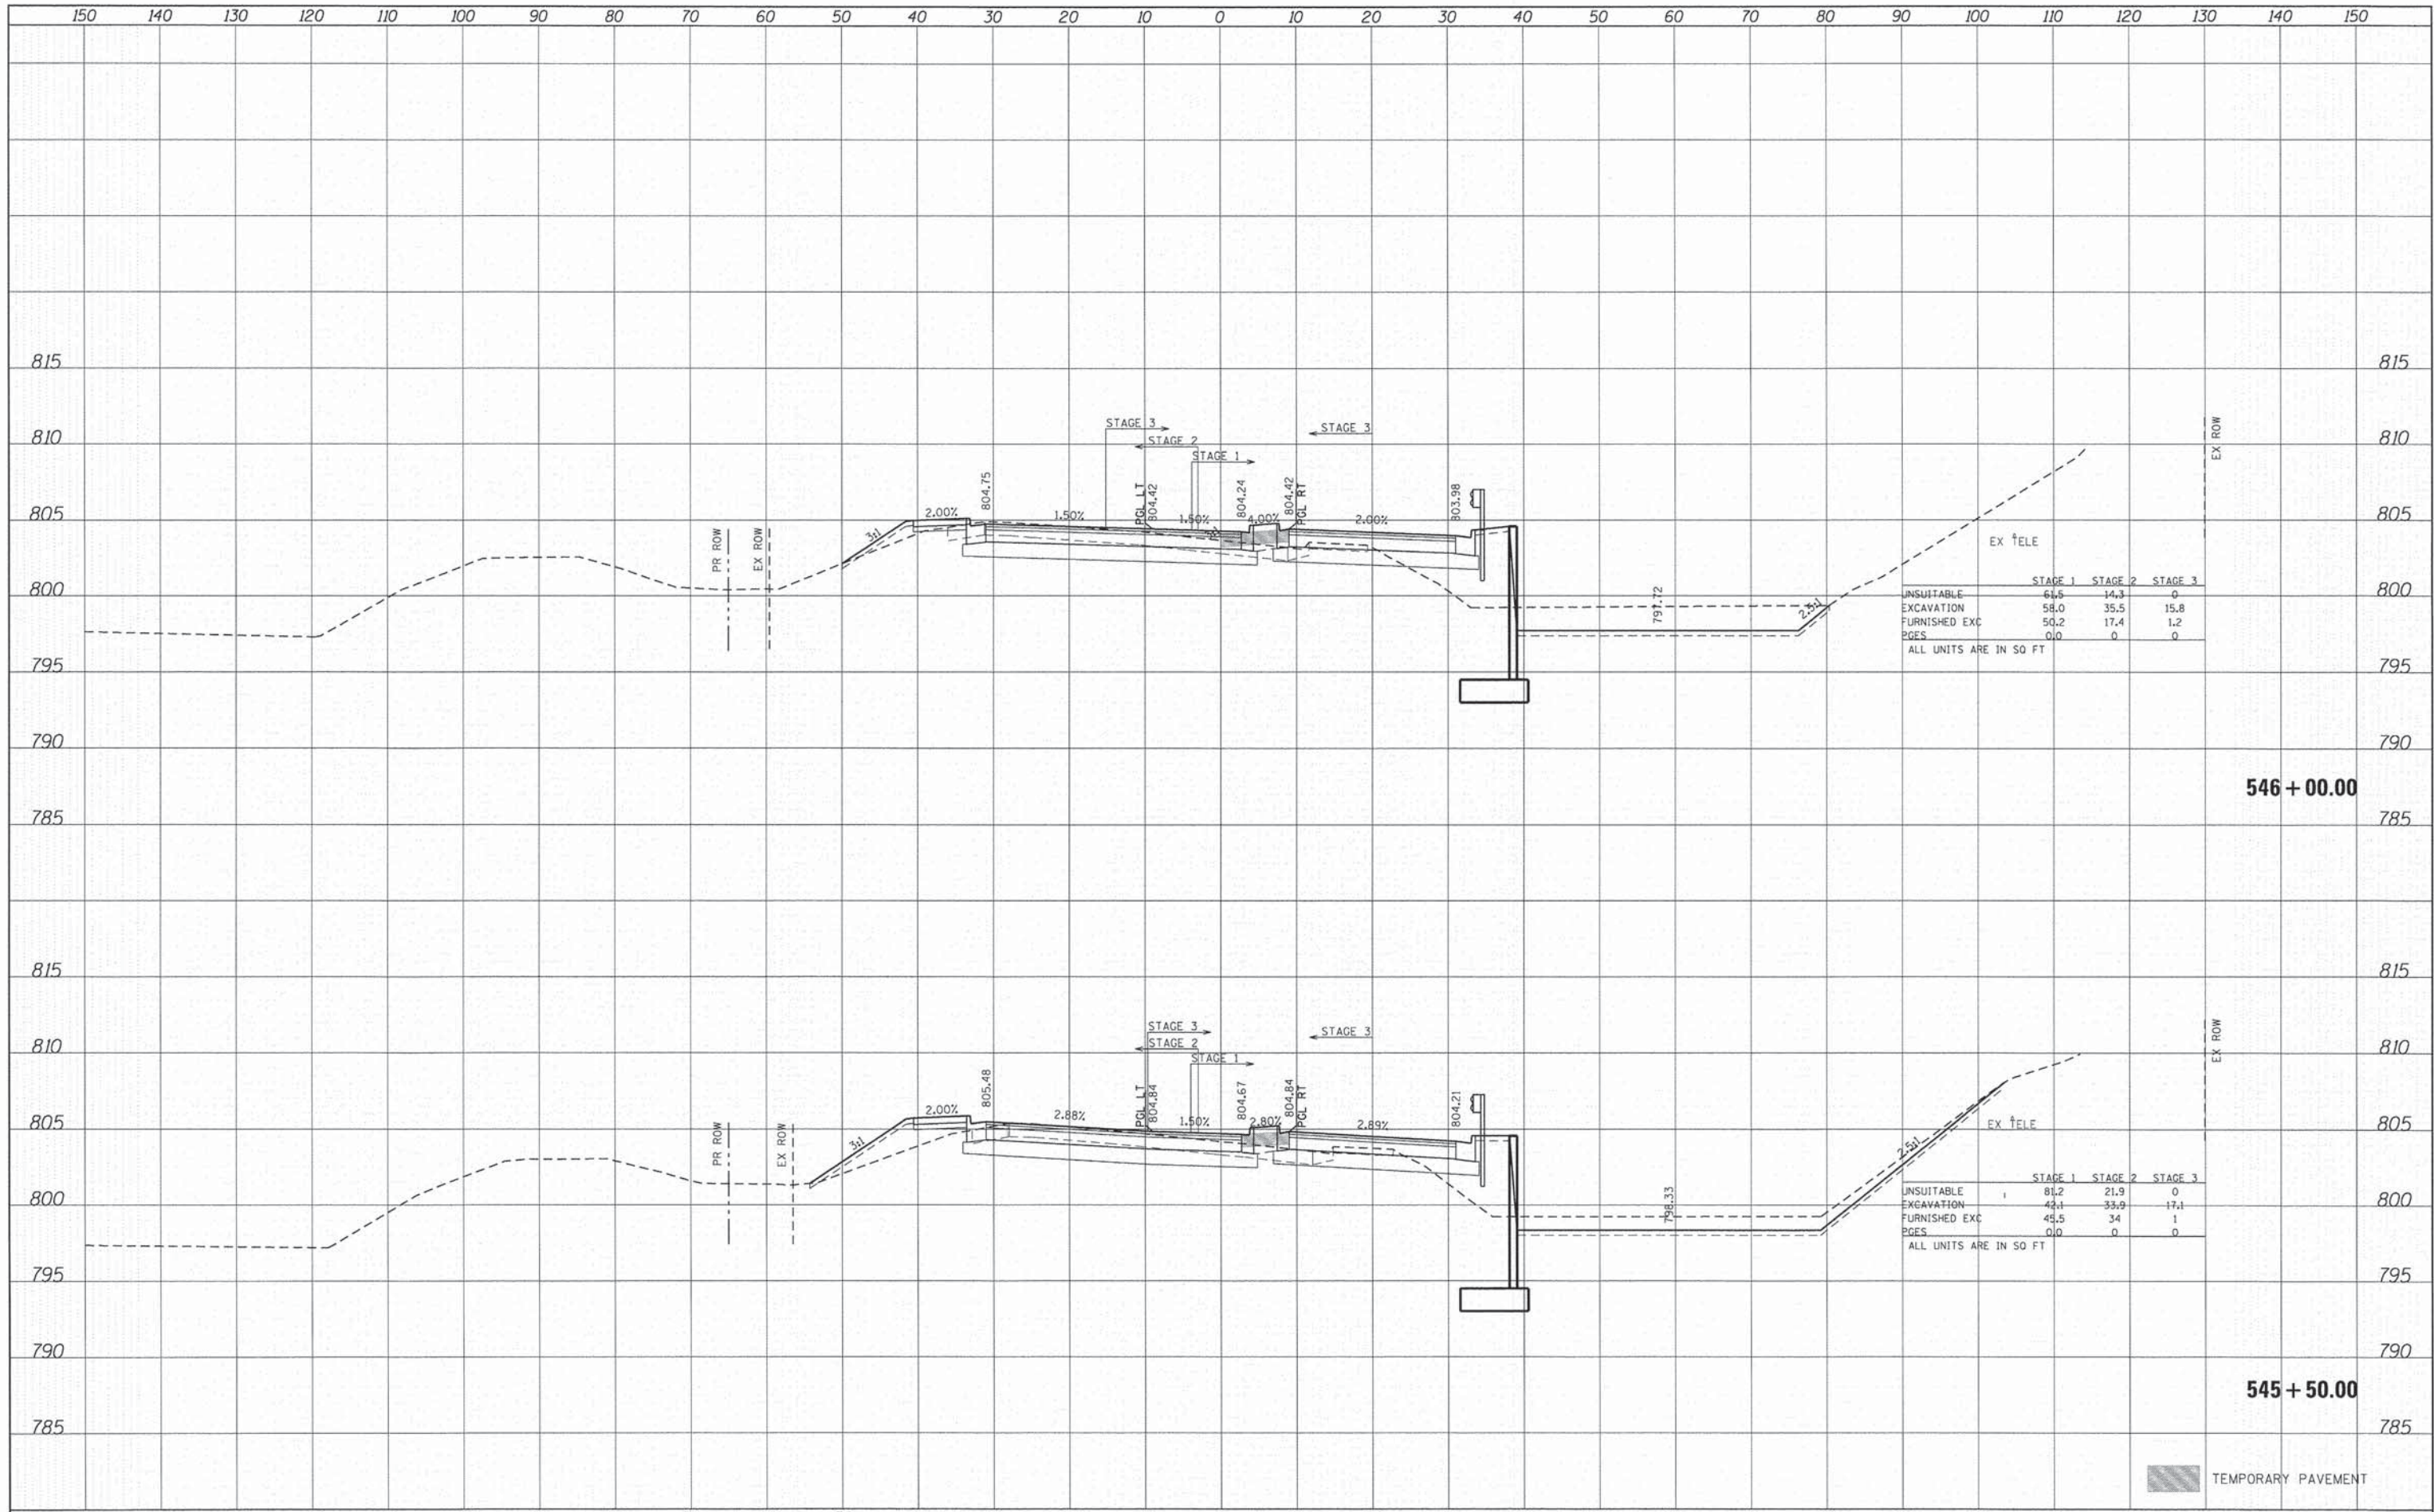 150 140 130 120 110 100 90 80 70 60 50 40 30 20 10 0 10 20 30 40 50 60 70 80 90 100 110 120 130 140 150
815 815
810 810
805 805
800 800
795 795
790 790
785 785
STAGE 3
STAGE 2
STAGE 1
STAGE 3
PR ROW
EX ROW
3:1
2.00%
804.75
1.50%
PGL LT
804.42
1.50%
804.24
4.00%
804.42
PGL RT
2.00%
803.98
797.72
2.5:1
EX TELE
EX ROW
STAGE 1 STAGE 2 STAGE 3
UNSUITABLE 61.5 14.3 0
EXCAVATION 58.0 35.5 15.8
FURNISHED EXC 50.2 17.4 1.2
PGES 0.0 0 0
ALL UNITS ARE IN SQ FT
546+00.00
815 815
810 810
805 805
800 800
795 795
790 790
785 785
STAGE 3
STAGE 2
STAGE 1
STAGE 3
PR ROW
EX ROW
3:1
2.00%
805.48
2.88%
PGL LT
804.84
1.50%
804.67
2.80%
804.84
PGL RT
2.89%
804.21
798.33
2.5:1
EX TELE
EX ROW
STAGE 1 STAGE 2 STAGE 3
UNSUITABLE 81.2 21.9 0
EXCAVATION 42.1 33.9 17.1
FURNISHED EXC 45.5 34 1
PGES 0.0 0 0
ALL UNITS ARE IN SQ FT
545+50.00
TEMPORARY PAVEMENT